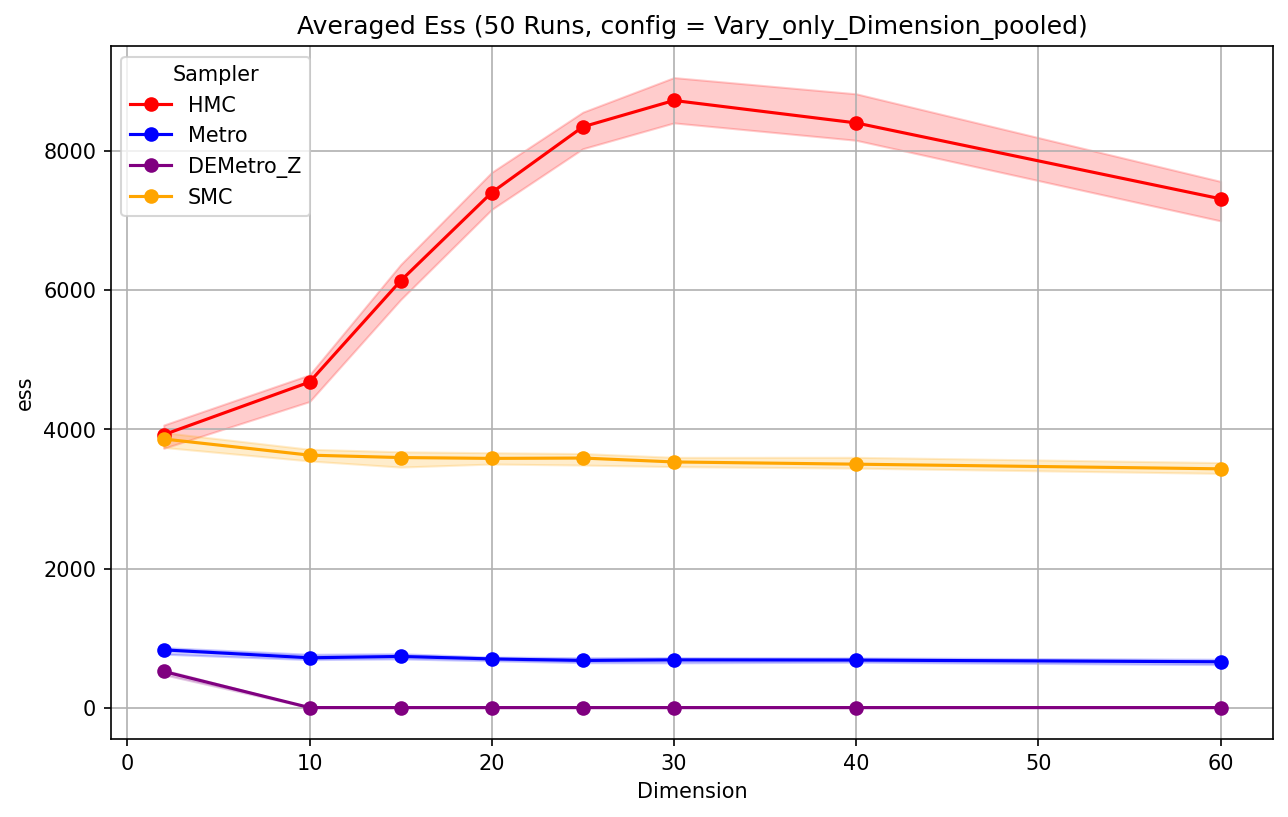 Averaged Ess (50 Runs, config = Vary_only_Dimension_pooled)
Sampler
HMC
Metro
DEMetro_Z
SMC
ess
8000
6000
4000
2000
0
0 10 20 30 40 50 60
Dimension